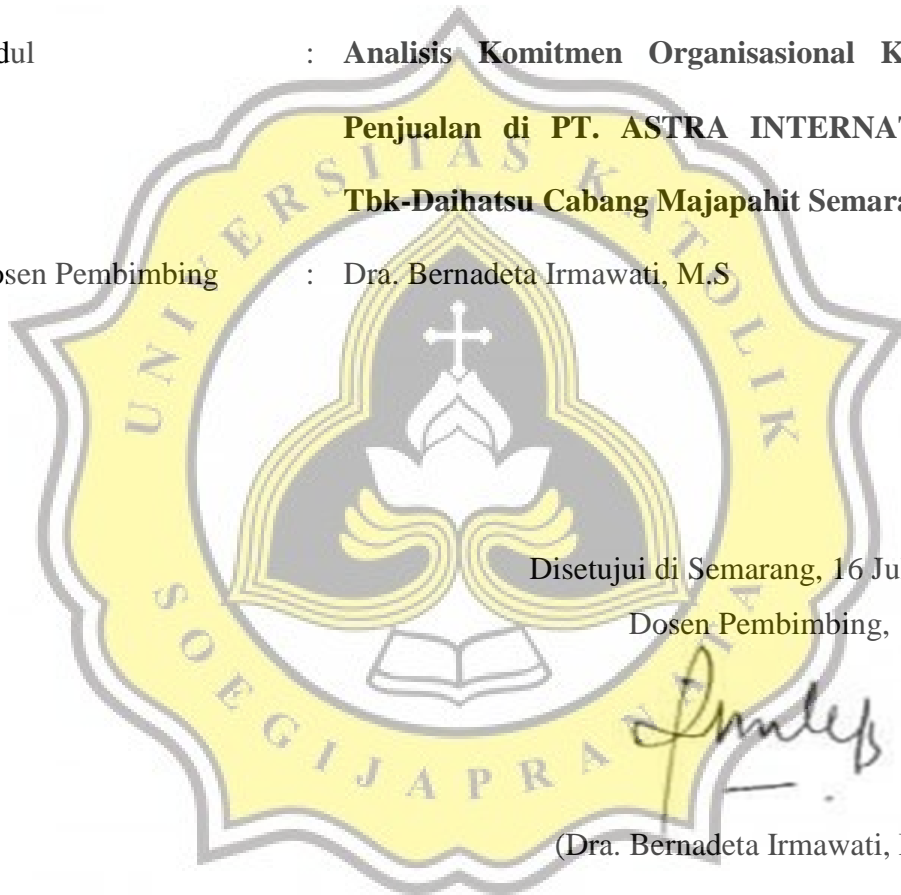 dul : Analisis Komitmen Organisasional K
Penjualan di PT. ASTRA INTERNAT
Tbk-Daihatsu Cabang Majapahit Semara
osen Pembimbing : Dra. Bernadeta Irmawati, M.S
UNIVERSITAS KATOLIK
SOEGIJAPRANATA
Disetujui di Semarang, 16 Ju
Dosen Pembimbing,
(Dra. Bernadeta Irmawati,